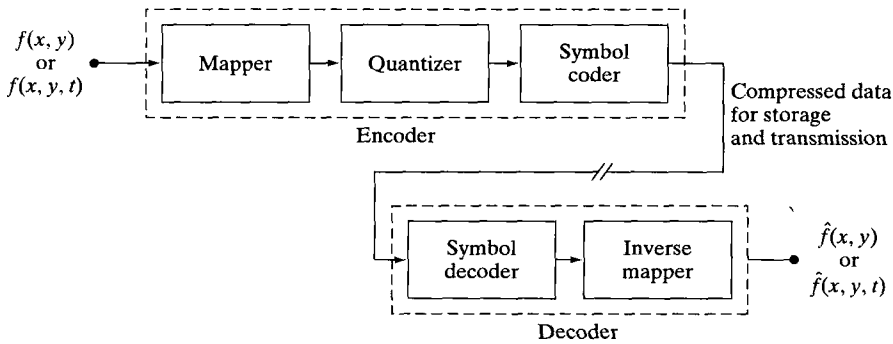 f(x, y)
or
f(x, y, t)
Mapper
Quantizer
Symbol
coder
Encoder
Compressed data
for storage
and transmission
Symbol
decoder
Inverse
mapper
Decoder
f̂(x, y)
or
f̂(x, y, t)